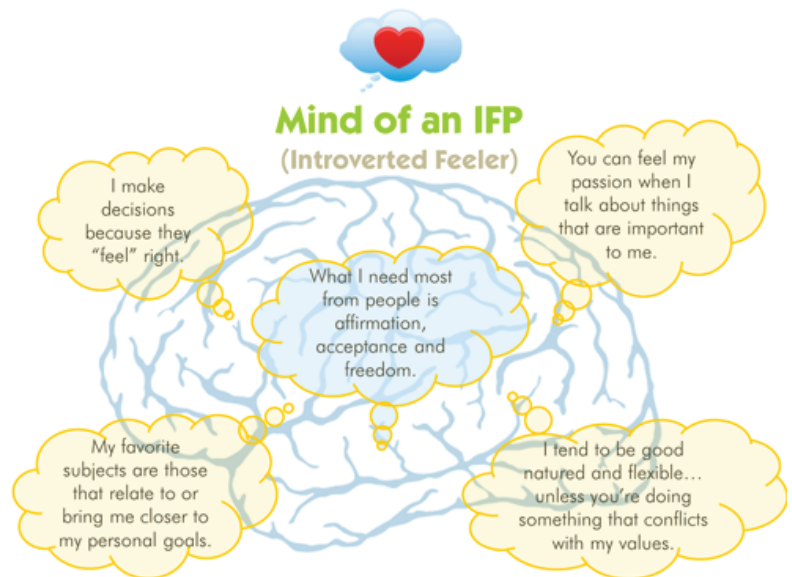 Mind of an IFP
(Introverted Feeler)
I make
decisions
because they
“feel” right.
You can feel my
passion when I
talk about things
that are important
to me.
What I need most
from people is
affirmation,
acceptance and
freedom.
My favorite
subjects are those
that relate to or
bring me closer to
my personal goals.
I tend to be good
natured and flexible...
unless you’re doing
something that conflicts
with my values.